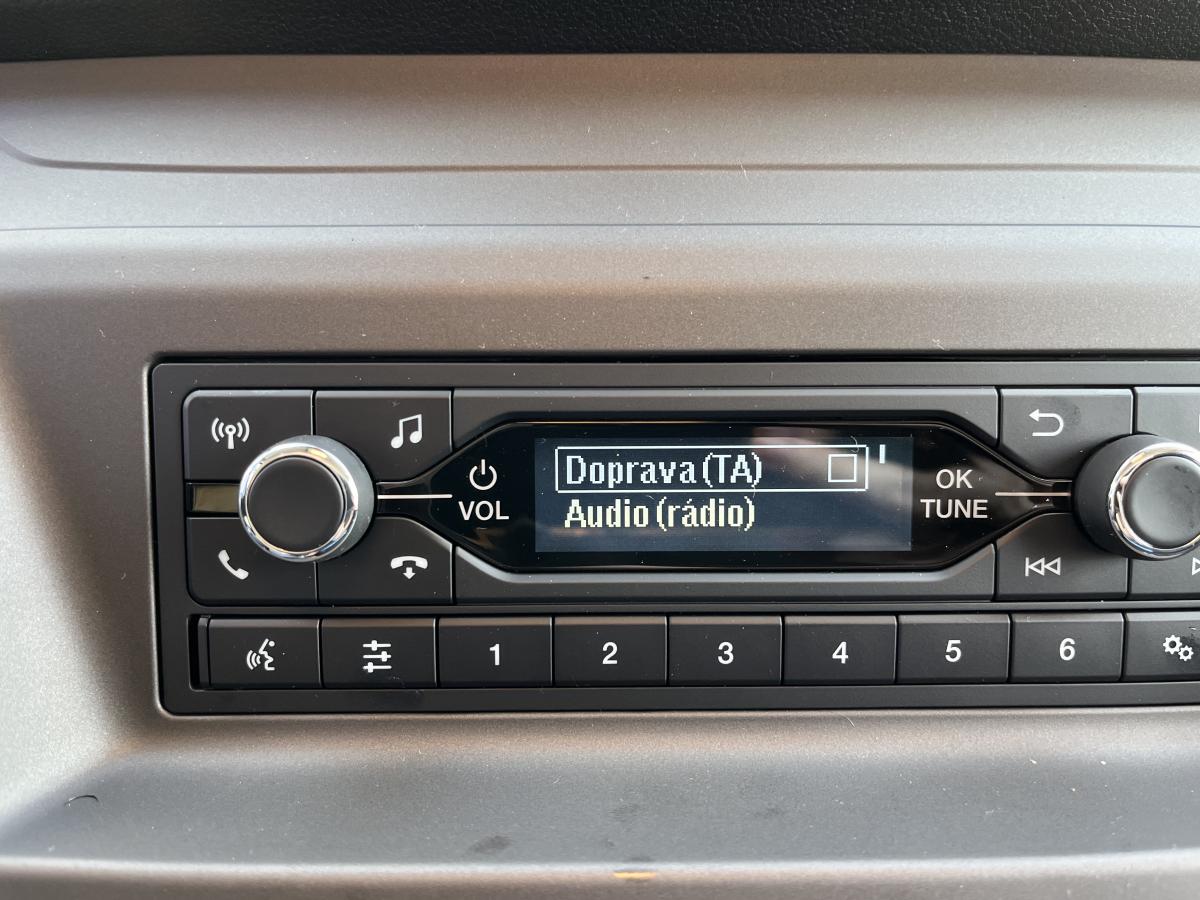 VOL
Doprava (TA)
Audio (rádio)
OK
TUNE
1 2 3 4 5 6